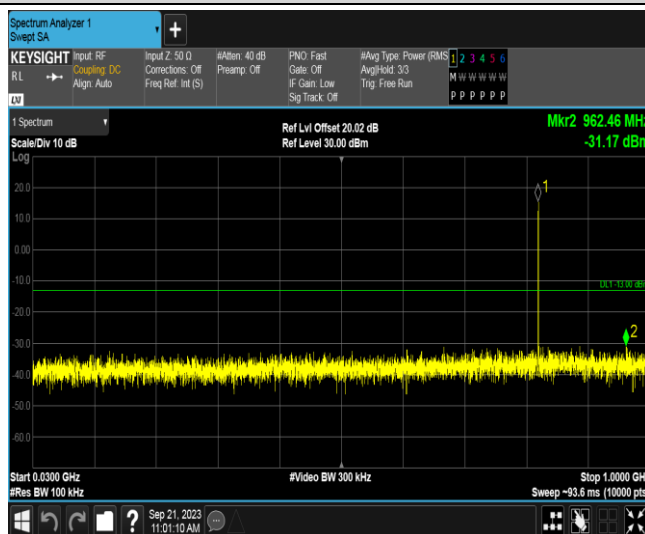 Spectrum Analyzer 1
Swept SA
KEYSIGHT
RL
LXI
Input: RF
Coupling: DC
Align: Auto
Input Z: 50 Ω
Corrections: Off
Freq Ref: Int (S)
#Atten: 40 dB
Preamp: Off
PNO: Fast
Gate: Off
IF Gain: Low
Sig Track: Off
#Avg Type: Power (RMS
Avg|Hold: 3/3
Trig: Free Run
1 2 3 4 5 6
M W W W W W
P P P P P P
1 Spectrum
Scale/Div 10 dB
Ref Lvl Offset 20.02 dB
Ref Level 30.00 dBm
Mkr2 962.46 MHz
-31.17 dBm
Log
20.0
10.0
0.00
-10.0
-20.0
-30.0
-40.0
-50.0
-60.0
1
DL1 -13.00 dBm
2
Start 0.0300 GHz
#Video BW 300 kHz
Stop 1.0000 GHz
#Res BW 100 kHz
Sweep ~93.6 ms (10000 pts)
?
Sep 21, 2023
11:01:10 AM